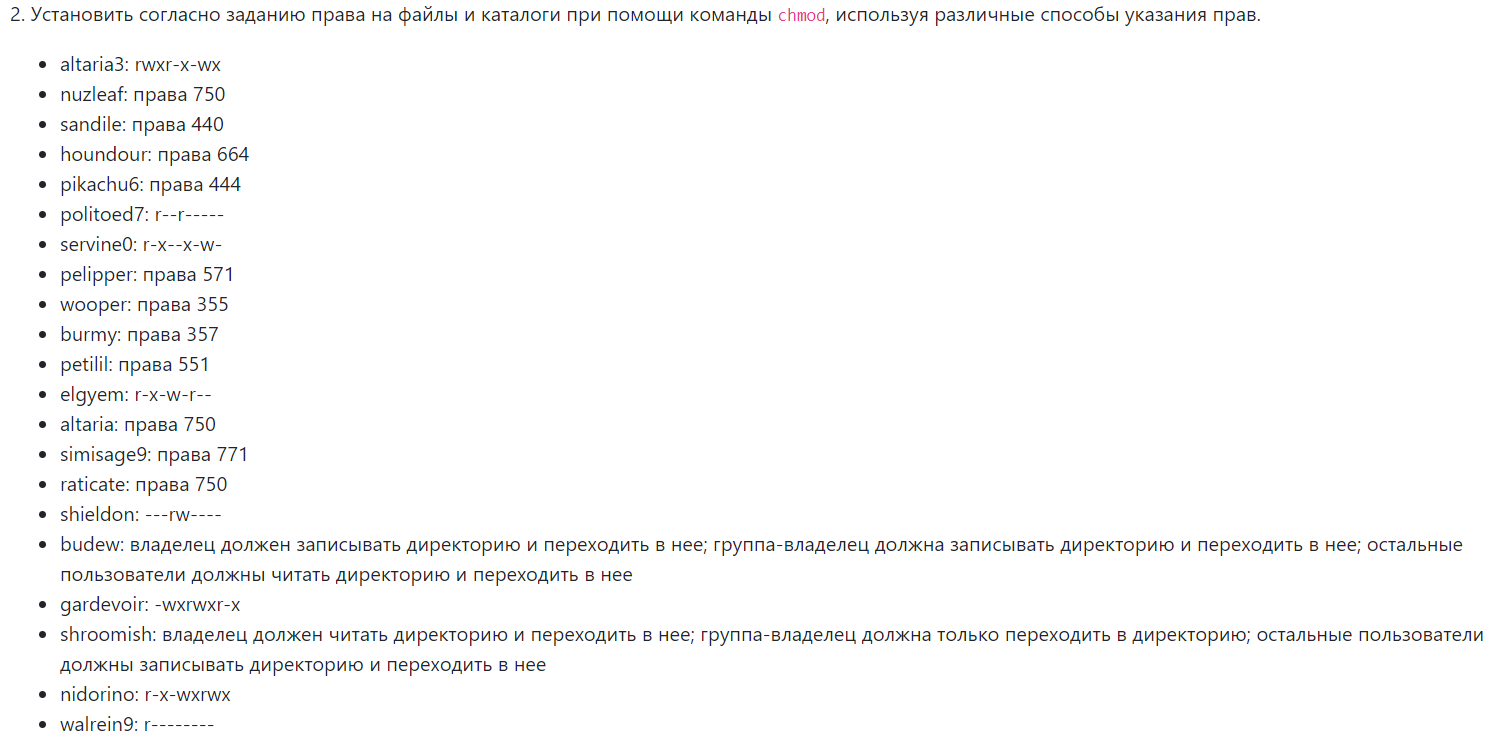 2. Установить согласно заданию права на файлы и каталоги при помощи команды chmod, используя различные способы указания прав.
• altaria3: rwxr-x-wx
• nuzleaf: права 750
• sandile: права 440
• houndour: права 664
• pikachu6: права 444
• politoed7: r--r-----
• servine0: r-x--x-w-
• pelipper: права 571
• wooper: права 355
• burmy: права 357
• petilil: права 551
• elgyem: r-x-w-r--
• altaria: права 750
• simisage9: права 771
• raticate: права 750
• shieldon: ---rw----
• budew: владелец должен записывать директорию и переходить в нее; группа-владелец должна записывать директорию и переходить в нее; остальные
пользователи должны читать директорию и переходить в нее
• gardevoir: -wxrwxr-x
• shroomish: владелец должен читать директорию и переходить в нее; группа-владелец должна только переходить в директорию; остальные пользователи
должны записывать директорию и переходить в нее
• nidorino: r-x-wxrwx
• walrein9: r--------